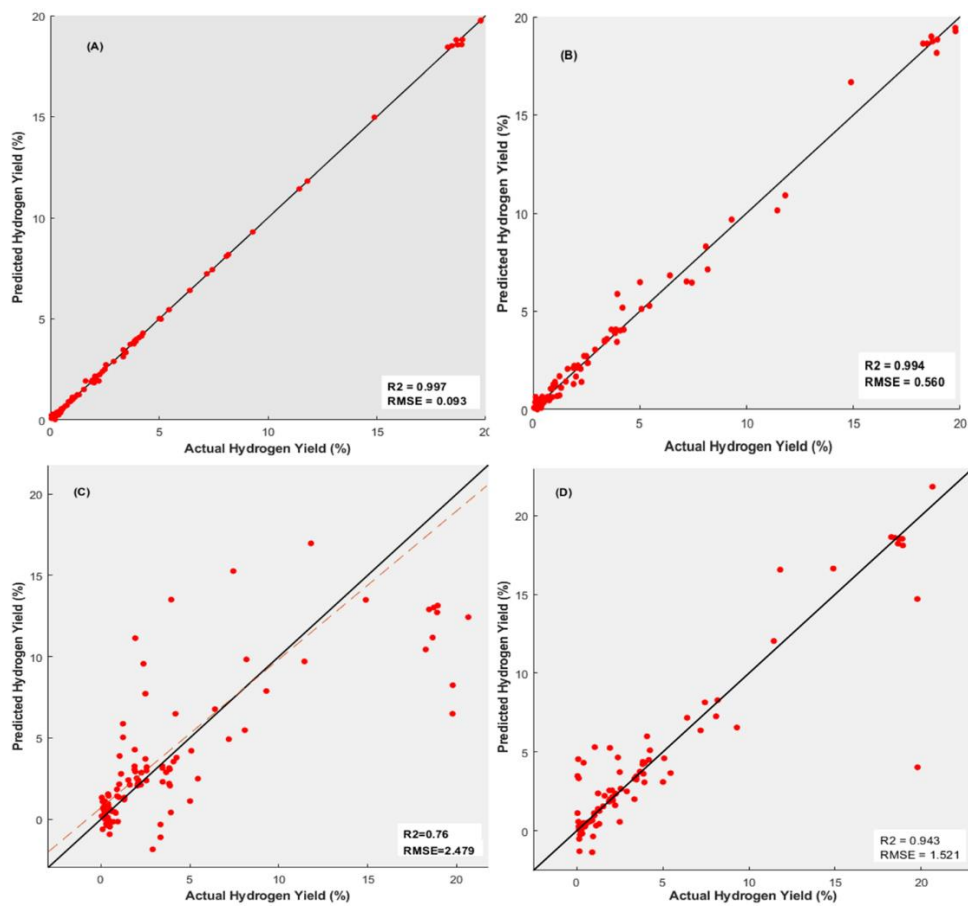 (A)
20
15
10
5
0
Predicted Hydrogen Yield (%)
0 5 10 15 20
Actual Hydrogen Yield (%)
R2 = 0.997
RMSE = 0.093
(B)
20
15
10
5
0
Predicted Hydrogen Yield (%)
0 5 10 15 20
Actual Hydrogen Yield (%)
R2 = 0.994
RMSE = 0.560
(C)
20
15
10
5
0
Predicted Hydrogen Yield (%)
0 5 10 15 20
Actual Hydrogen Yield (%)
R2=0.76
RMSE=2.479
(D)
20
15
10
5
0
Predicted Hydrogen Yield (%)
0 5 10 15 20
Actual Hydrogen Yield (%)
R2 = 0.943
RMSE = 1.521